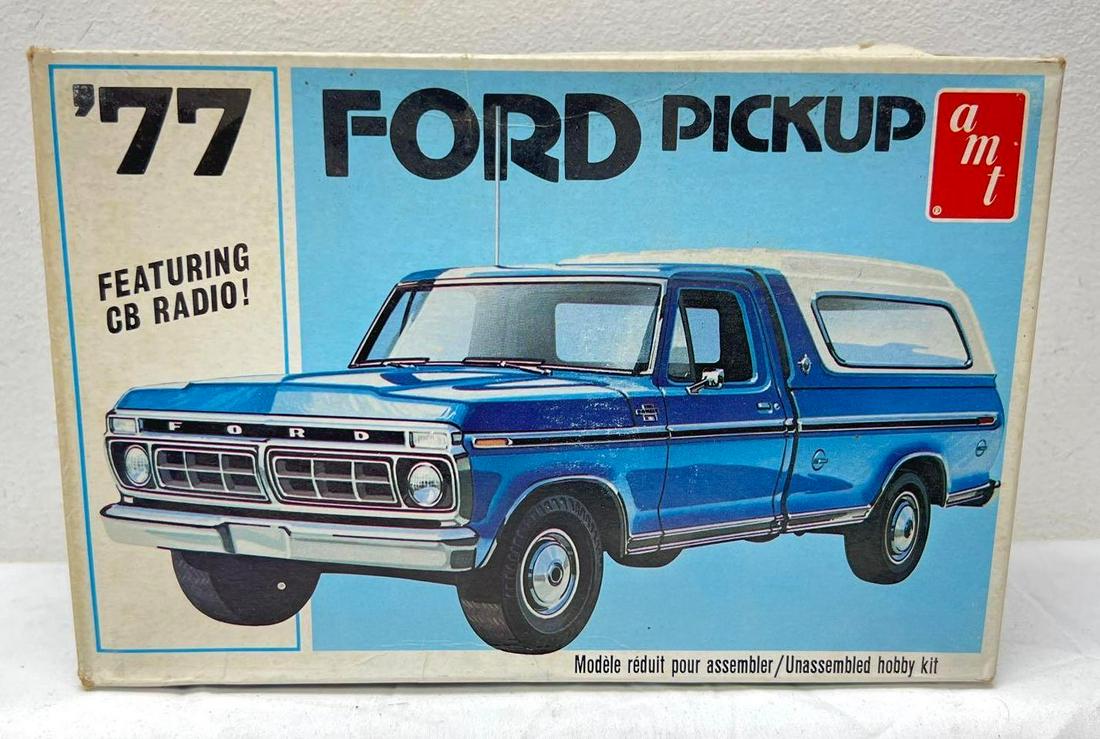 '77
FORD PICKUP
amt
®
FEATURING
CB RADIO!
FORD
Modèle réduit pour assembler/Unassembled hobby kit